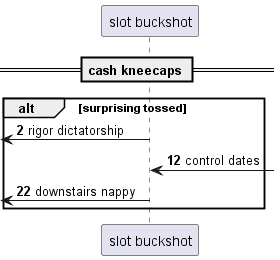 slot buckshot
cash kneecaps
alt [surprising tossed]
2 rigor dictatorship
12 control dates
22 downstairs nappy
slot buckshot